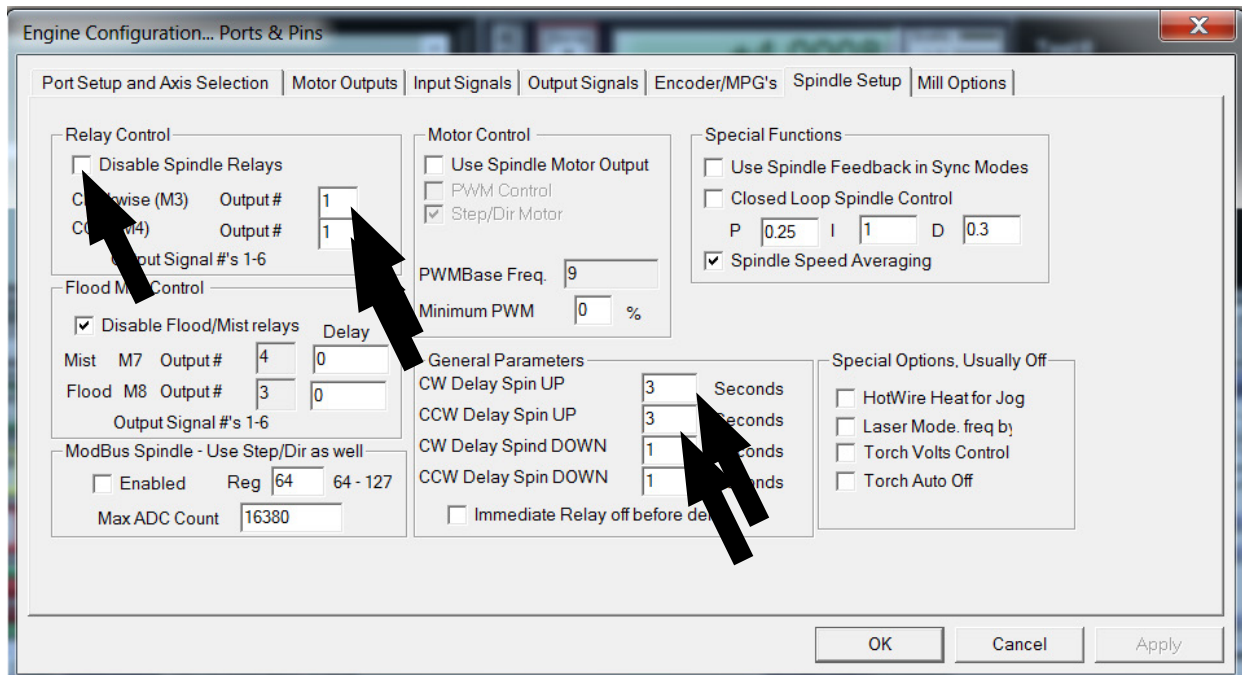 Engine Configuration... Ports & Pins
Port Setup and Axis Selection Motor Outputs Input Signals Output Signals Encoder/MPG's Spindle Setup Mill Options
Relay Control
Disable Spindle Relays
(M3) Output # 1
Output # 1
Signal #'s 1-6
Flood Control
Disable Flood/Mist relays Delay
Mist M7 Output # 4 0
Flood M8 Output # 3 0
Output Signal #'s 1-6
ModBus Spindle - Use Step/Dir as well
Enabled Reg 64 64 - 127
Max ADC Count 16380
Motor Control
Use Spindle Motor Output
PWM Control
Step/Dir Motor
PWMBase Freq. 9
Minimum PWM 0 %
General Parameters
CW Delay Spin UP 3 Seconds
CCW Delay Spin UP 3 Seconds
CW Delay Spind DOWN 1
CCW Delay Spin DOWN 1
Immediate Relay off before
Special Functions
Use Spindle Feedback in Sync Modes
Closed Loop Spindle Control
P 0.25 I 1 D 0.3
Spindle Speed Averaging
Special Options, Usually Off
HotWire Heat for Jog
Laser Mode. freq by
Torch Volts Control
Torch Auto Off
OK Cancel Apply